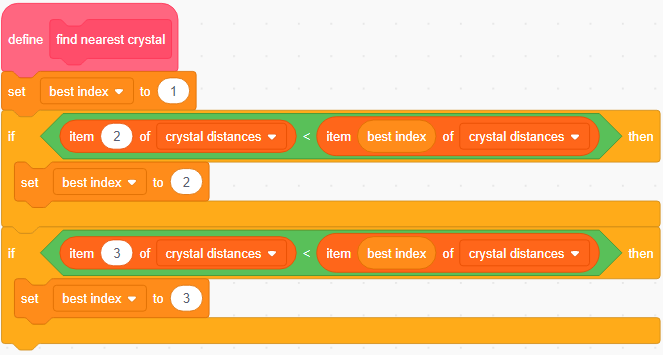 define find nearest crystal
set best index to 1
if item 2 of crystal distances < item best index of crystal distances then
set best index to 2
if item 3 of crystal distances < item best index of crystal distances then
set best index to 3